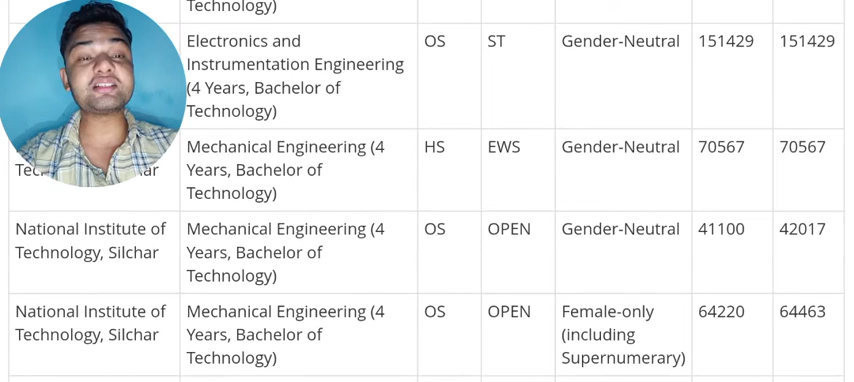 Technology)
Electronics and
Instrumentation Engineering
(4 Years, Bachelor of
Technology)
OS
ST
Gender-Neutral
151429
151429
Tec
ar
Mechanical Engineering (4
Years, Bachelor of
Technology)
HS
EWS
Gender-Neutral
70567
70567
National Institute of
Technology, Silchar
Mechanical Engineering (4
Years, Bachelor of
Technology)
OS
OPEN
Gender-Neutral
41100
42017
National Institute of
Technology, Silchar
Mechanical Engineering (4
Years, Bachelor of
Technology)
OS
OPEN
Female-only
(including
Supernumerary)
64220
64463